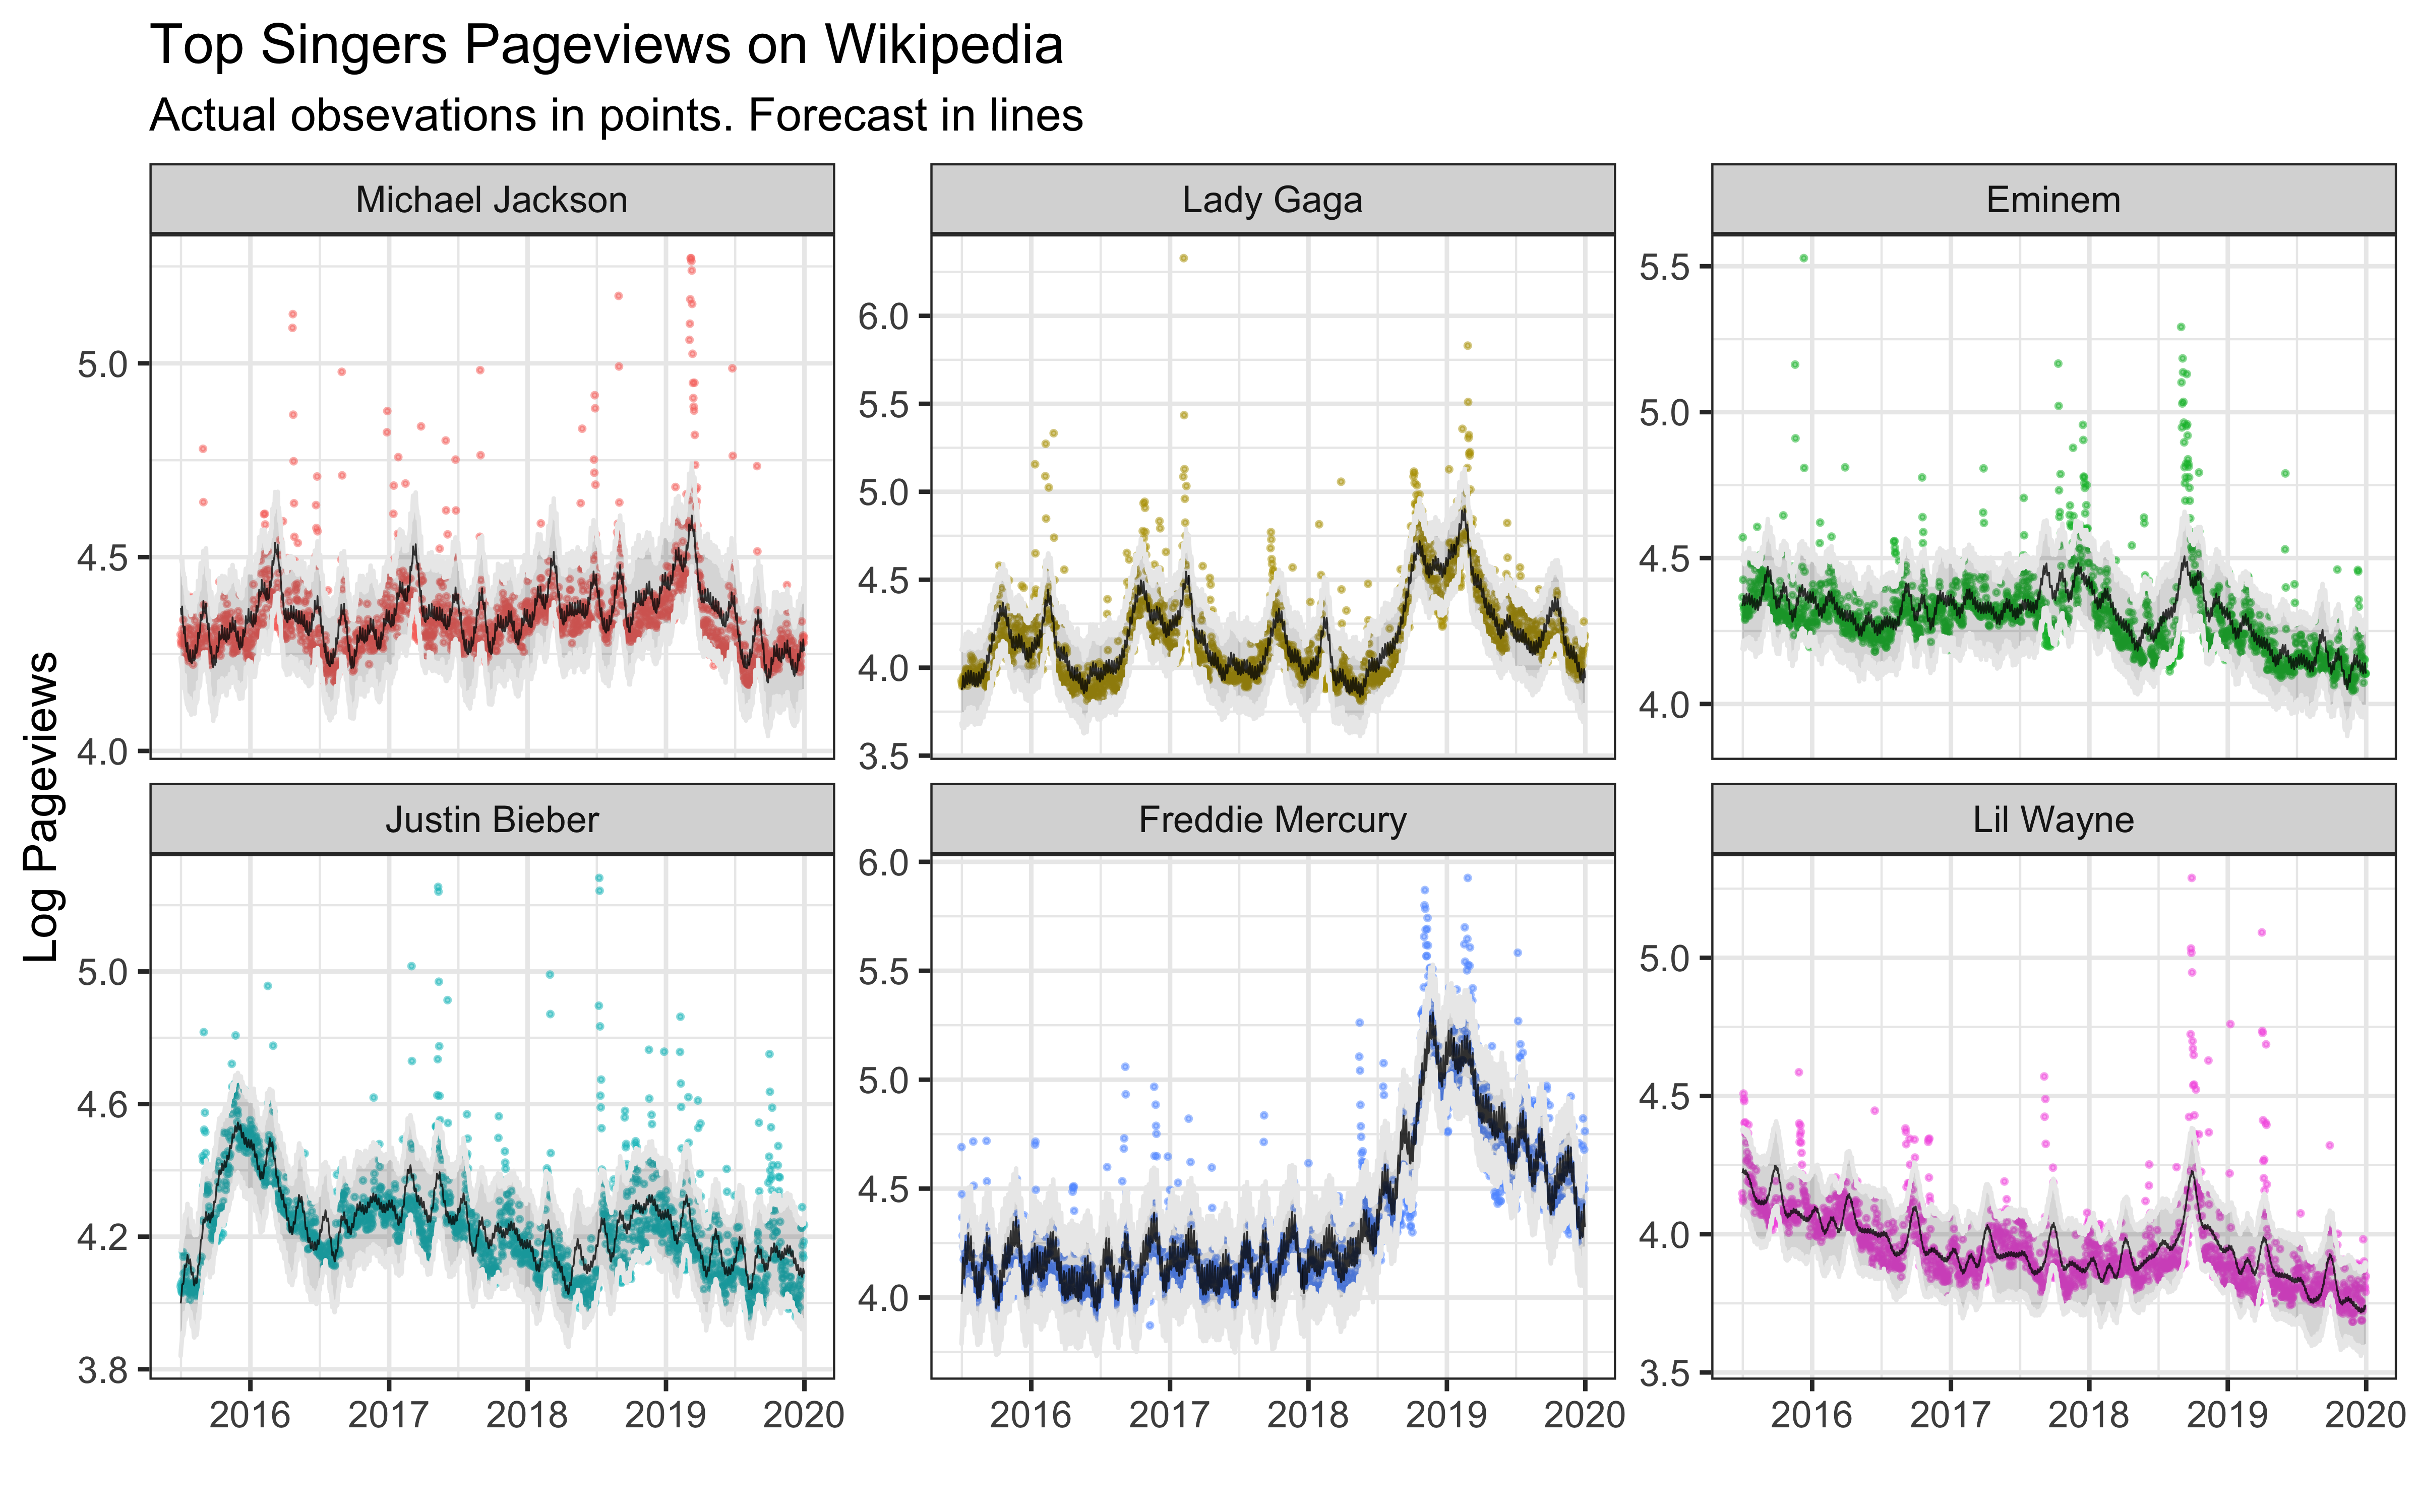 Top Singers Pageviews on Wikipedia
Actual obsevations in points. Forecast in lines
Michael Jackson
Lady Gaga
Eminem
5.0
4.5
4.0
6.0
5.5
5.0
4.5
4.0
3.5
5.5
5.0
4.5
4.0
Log Pageviews
Justin Bieber
Freddie Mercury
Lil Wayne
5.0
4.6
4.2
3.8
6.0
5.5
5.0
4.5
4.0
5.0
4.5
4.0
3.5
2016 2017 2018 2019 2020
2016 2017 2018 2019 2020
2016 2017 2018 2019 2020